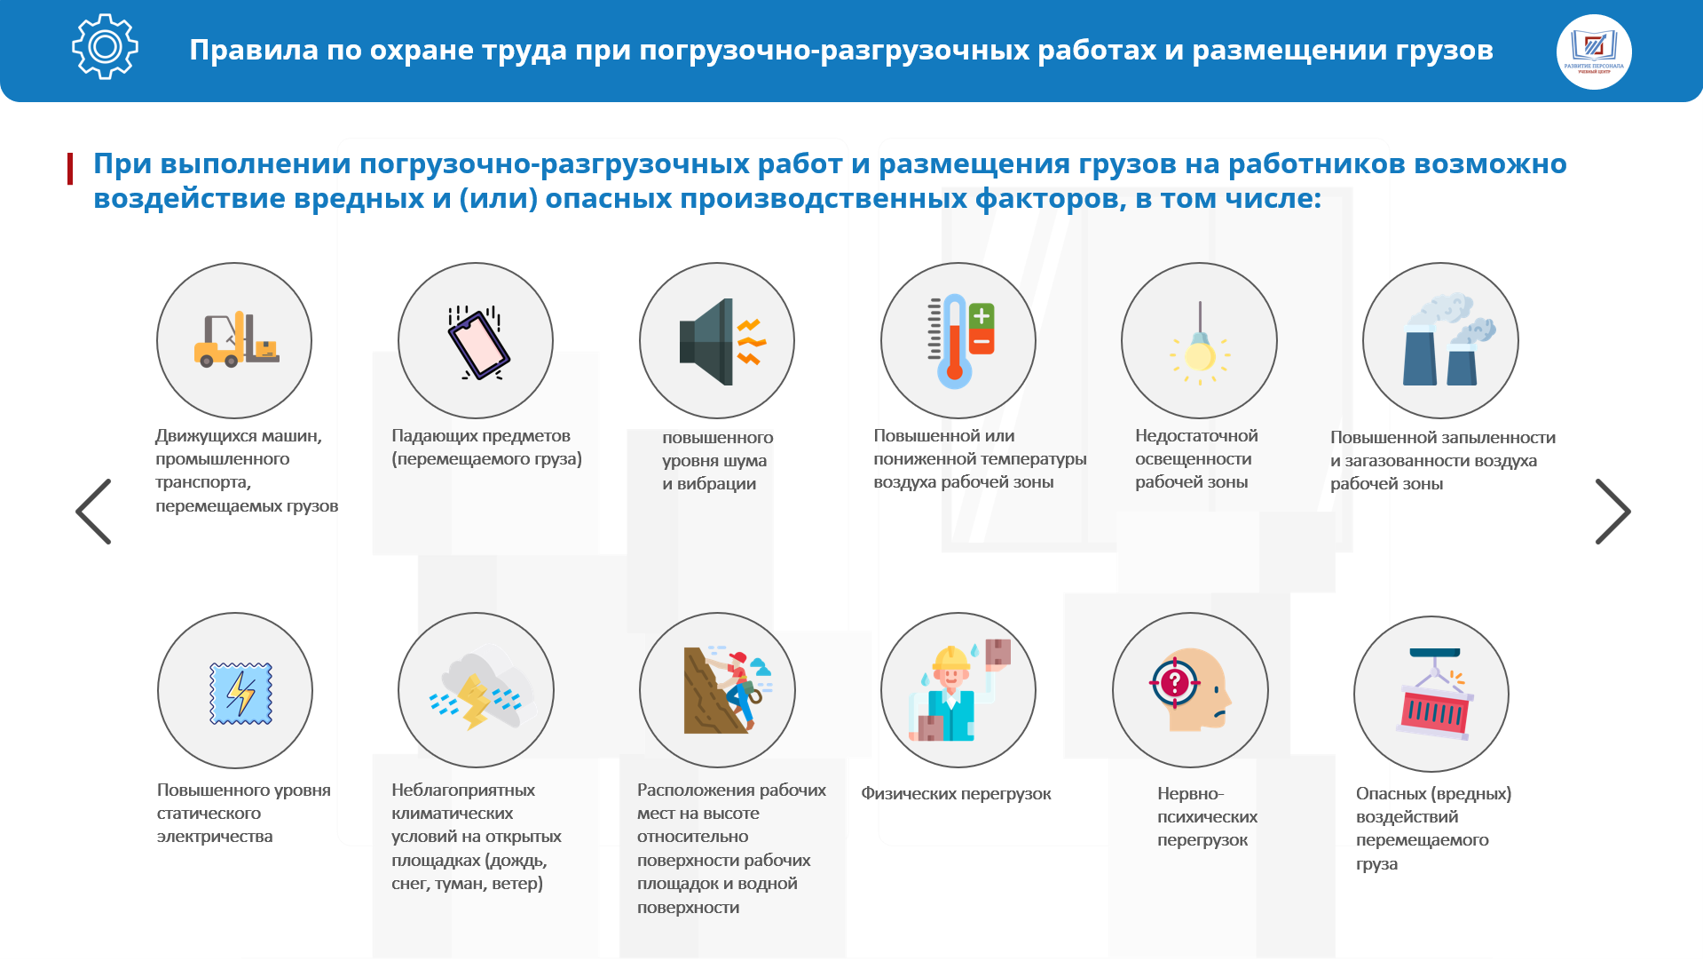 Правила по охране труда при погрузочно-разгрузочных работах и размещении грузов
РАЗВИТИЕ ПЕРСОНАЛА
УЧЕБНЫЙ ЦЕНТР
При выполнении погрузочно-разгрузочных работ и размещения грузов на работников возможно
воздействие вредных и (или) опасных производственных факторов, в том числе:
Движущихся машин,
промышленного
транспорта,
перемещаемых грузов
Падающих предметов
(перемещаемого груза)
повышенного
уровня шума
и вибрации
Повышенной или
пониженной температуры
воздуха рабочей зоны
Недостаточной
освещенности
рабочей зоны
Повышенной запыленности
и загазованности воздуха
рабочей зоны
Повышенного уровня
статического
электричества
Неблагоприятных
климатических
условий на открытых
площадках (дождь,
снег, туман, ветер)
Расположения рабочих
мест на высоте
относительно
поверхности рабочих
площадок и водной
поверхности
Физических перегрузок
?
Нервно-
психических
перегрузок
Опасных (вредных)
воздействий
перемещаемого
груза